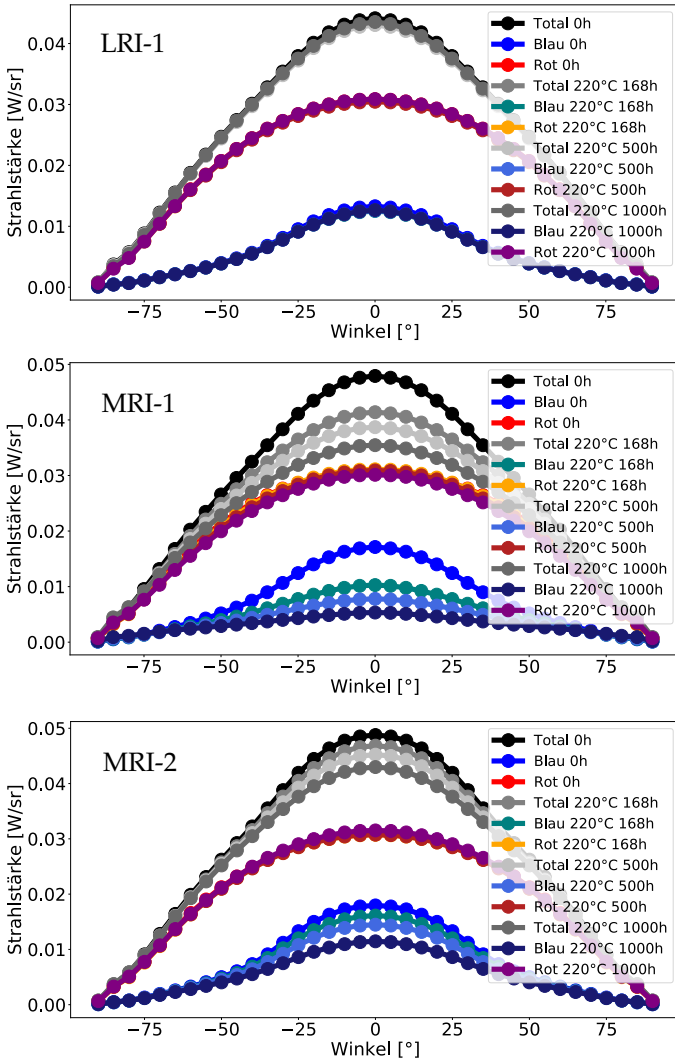 LRI-1
Strahlstärke [W/sr]
0.04
0.03
0.02
0.01
0.00
−75
−50
−25
0
25
50
75
Winkel [°]
Total 0h
Blau 0h
Rot 0h
Total 220°C 168h
Blau 220°C 168h
Rot 220°C 168h
Total 220°C 500h
Blau 220°C 500h
Rot 220°C 500h
Total 220°C 1000h
Blau 220°C 1000h
Rot 220°C 1000h
MRI-1
Strahlstärke [W/sr]
0.05
0.04
0.03
0.02
0.01
0.00
−75
−50
−25
0
25
50
75
Winkel [°]
Total 0h
Blau 0h
Rot 0h
Total 220°C 168h
Blau 220°C 168h
Rot 220°C 168h
Total 220°C 500h
Blau 220°C 500h
Rot 220°C 500h
Total 220°C 1000h
Blau 220°C 1000h
Rot 220°C 1000h
MRI-2
Strahlstärke [W/sr]
0.05
0.04
0.03
0.02
0.01
0.00
−75
−50
−25
0
25
50
75
Winkel [°]
Total 0h
Blau 0h
Rot 0h
Total 220°C 168h
Blau 220°C 168h
Rot 220°C 168h
Total 220°C 500h
Blau 220°C 500h
Rot 220°C 500h
Total 220°C 1000h
Blau 220°C 1000h
Rot 220°C 1000h